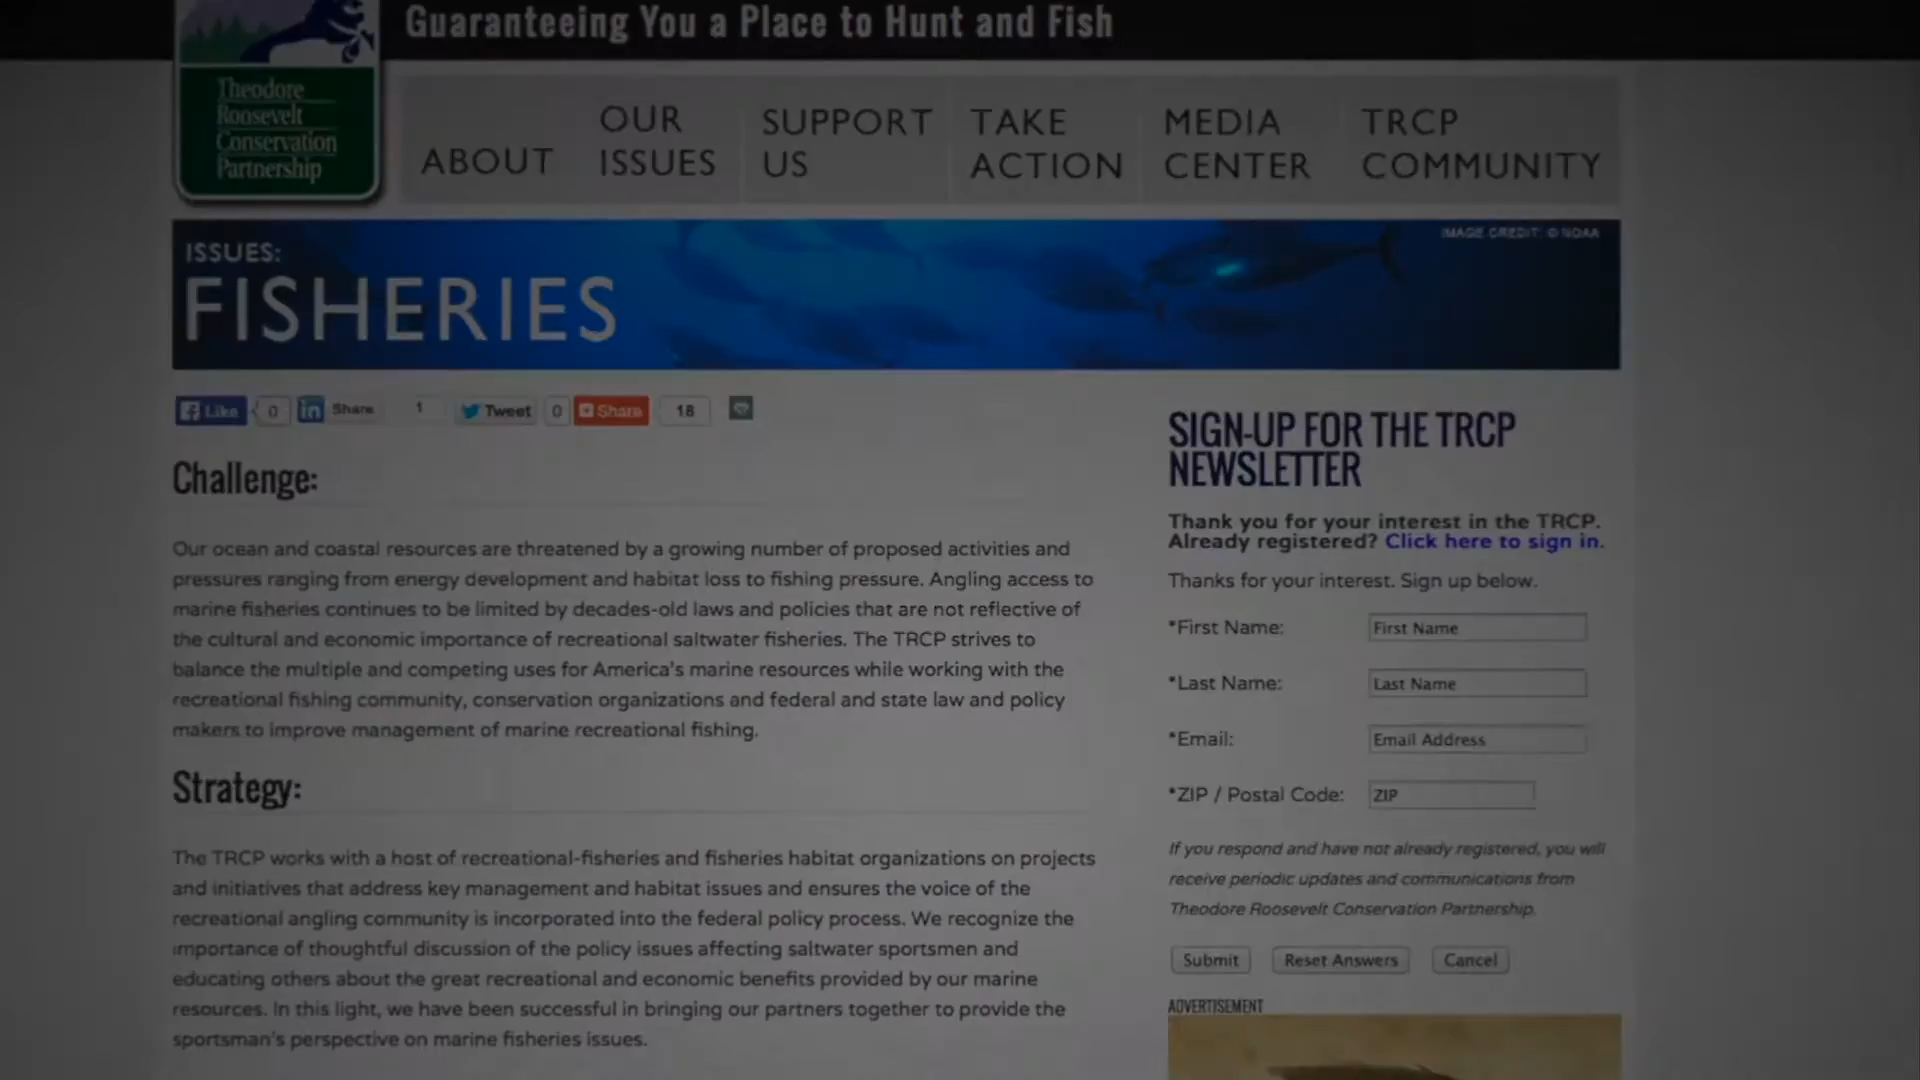 Guaranteeing You a Place to Hunt and Fish
Theodore
Roosevelt
Conservation
Partnership
ABOUT
OUR
ISSUES
SUPPORT
US
TAKE
ACTION
MEDIA
CENTER
TRCP
COMMUNITY
ISSUES:
FISHERIES
IMAGE CREDIT: © NOAA
Like 0 in Share 1 Tweet 0 Share 18
Challenge:
Our ocean and coastal resources are threatened by a growing number of proposed activities and
pressures ranging from energy development and habitat loss to fishing pressure. Angling access to
marine fisheries continues to be limited by decades-old laws and policies that are not reflective of
the cultural and economic importance of recreational saltwater fisheries. The TRCP strives to
balance the multiple and competing uses for America's marine resources while working with the
recreational fishing community, conservation organizations and federal and state law and policy
makers to improve management of marine recreational fishing.
Strategy:
The TRCP works with a host of recreational-fisheries and fisheries habitat organizations on projects
and initiatives that address key management and habitat issues and ensures the voice of the
recreational angling community is incorporated into the federal policy process. We recognize the
importance of thoughtful discussion of the policy issues affecting saltwater sportsmen and
educating others about the great recreational and economic benefits provided by our marine
resources. In this light, we have been successful in bringing our partners together to provide the
sportsman's perspective on marine fisheries issues.
SIGN-UP FOR THE TRCP
NEWSLETTER
Thank you for your interest in the TRCP.
Already registered? Click here to sign in.
Thanks for your interest. Sign up below.
*First Name: First Name
*Last Name: Last Name
*Email: Email Address
*ZIP / Postal Code: ZIP
If you respond and have not already registered, you will
receive periodic updates and communications from
Theodore Roosevelt Conservation Partnership.
Submit Reset Answers Cancel
ADVERTISEMENT